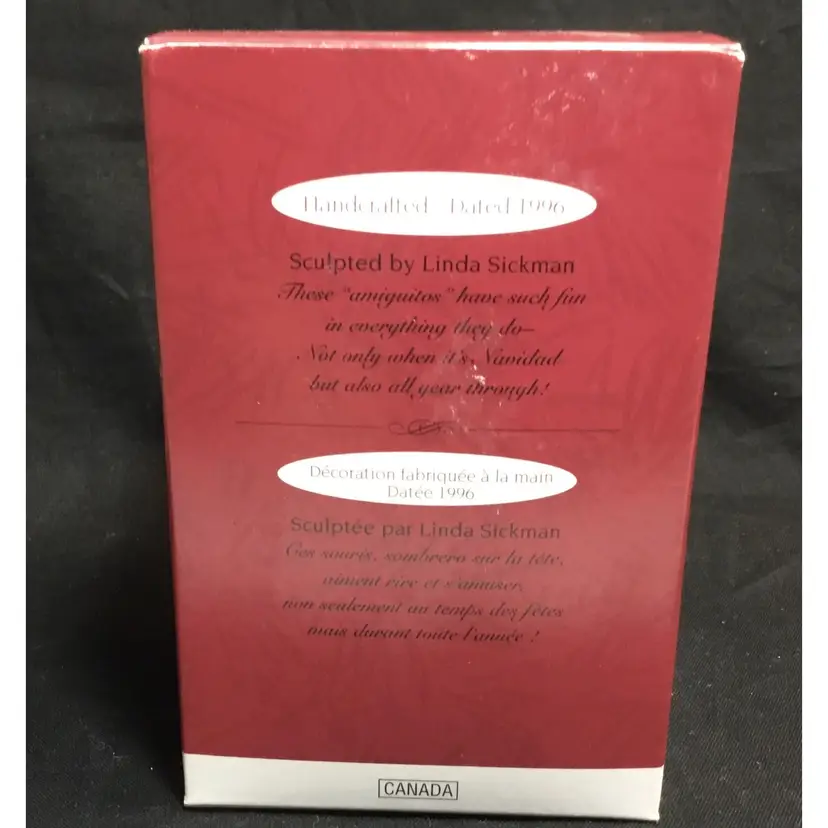 Handcrafted Dated 1996
Sculpted by Linda Sickman
These "amiguitos" have such fun
in everything they do–
Not only when it's Navidad
but also all year through!
Décoration fabriquée à la main
Datée 1996
Sculptée par Linda Sickman
Ces souris, sombrero sur la tête,
aiment rire et s'amuser,
non seulement au temps des fêtes
mais durant toute l'année !
CANADA